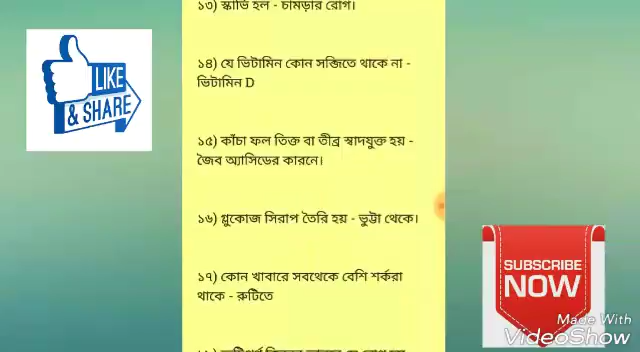 ১৩) স্কার্ভি হল - চামড়ার রোগ।
LIKE
& SHARE
১৪) যে ভিটামিন কোন সব্জিতে থাকে না -
ভিটামিন D
১৫) কাঁচা ফল তিক্ত বা তীব্র স্বাদযুক্ত হয় -
জৈব অ্যাসিডের কারনে।
১৬) গ্লুকোজ সিরাপ তৈরি হয় - ভুট্টা থেকে।
১৭) কোন খাবারে সবথেকে বেশি শর্করা
থাকে - রুটিতে
SUBSCRIBE
NOW
Made With
VideoShow